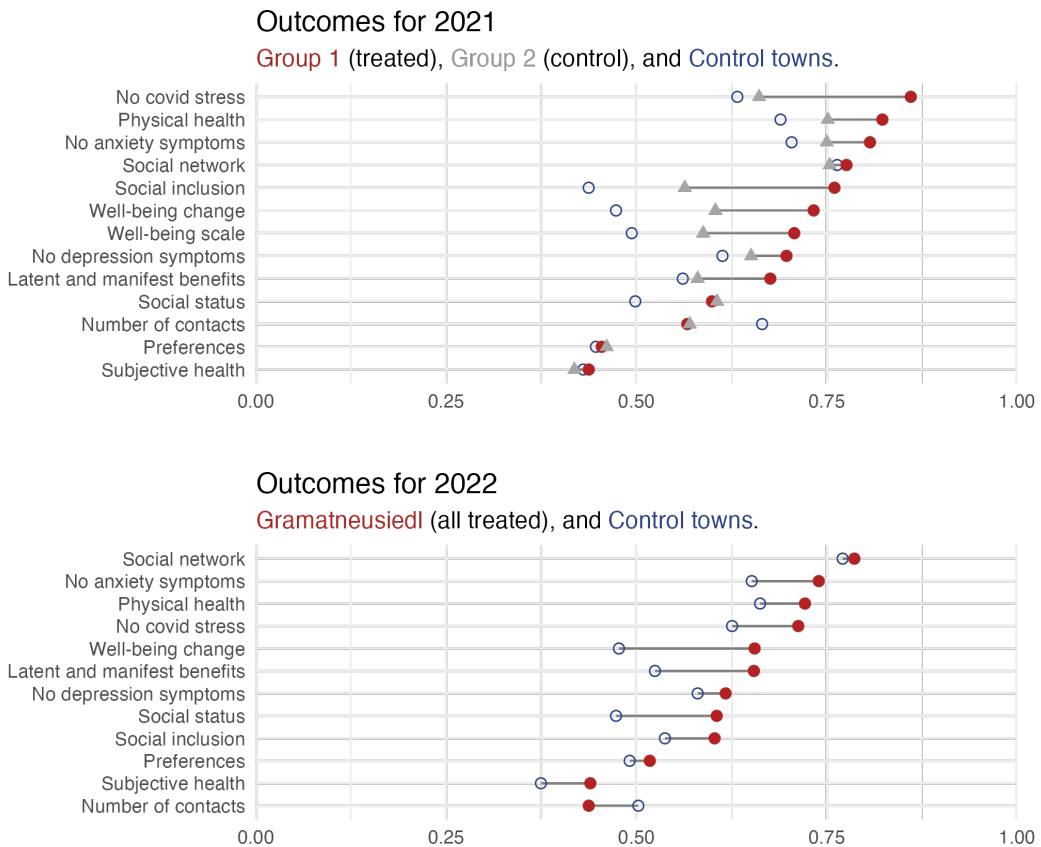 Outcomes for 2021
Group 1 (treated), Group 2 (control), and Control towns.
No covid stress
Physical health
No anxiety symptoms
Social network
Social inclusion
Well-being change
Well-being scale
No depression symptoms
Latent and manifest benefits
Social status
Number of contacts
Preferences
Subjective health
0.00 0.25 0.50 0.75 1.00
Outcomes for 2022
Gramatneusiedl (all treated), and Control towns.
Social network
No anxiety symptoms
Physical health
No covid stress
Well-being change
Latent and manifest benefits
No depression symptoms
Social status
Social inclusion
Preferences
Subjective health
Number of contacts
0.00 0.25 0.50 0.75 1.00